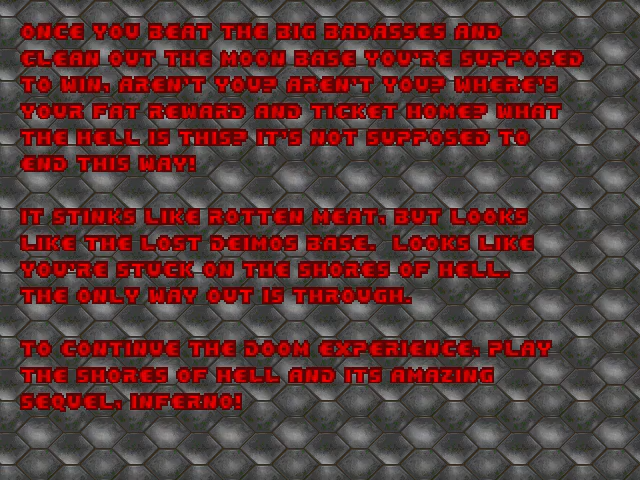 ONCE YOU BEAT THE BIG BADASSES AND
CLEAN OUT THE MOON BASE YOU'RE SUPPOSED
TO WIN, AREN'T YOU? AREN'T YOU? WHERE'S
YOUR FAT REWARD AND TICKET HOME? WHAT
THE HELL IS THIS? IT'S NOT SUPPOSED TO
END THIS WAY!

IT STINKS LIKE ROTTEN MEAT, BUT LOOKS
LIKE THE LOST DEIMOS BASE.  LOOKS LIKE
YOU'RE STUCK ON THE SHORES OF HELL.
THE ONLY WAY OUT IS THROUGH.

TO CONTINUE THE DOOM EXPERIENCE, PLAY
THE SHORES OF HELL AND ITS AMAZING
SEQUEL, INFERNO!